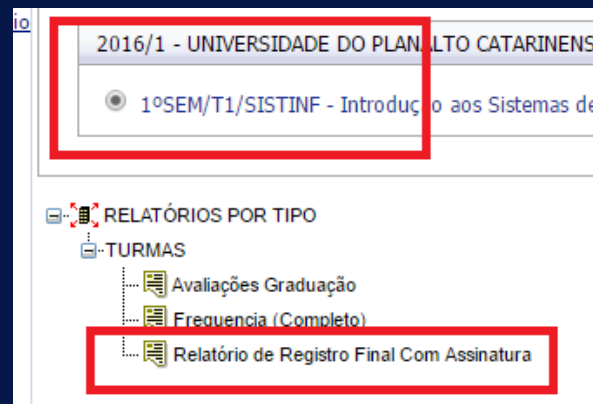 io
2016/1 - UNIVERSIDADE DO PLANALTO CATARINENS
1ºSEM/T1/SISTINF - Introdução aos Sistemas de
RELATÓRIOS POR TIPO
TURMAS
Avaliações Graduação
Frequencia (Completo)
Relatório de Registro Final Com Assinatura